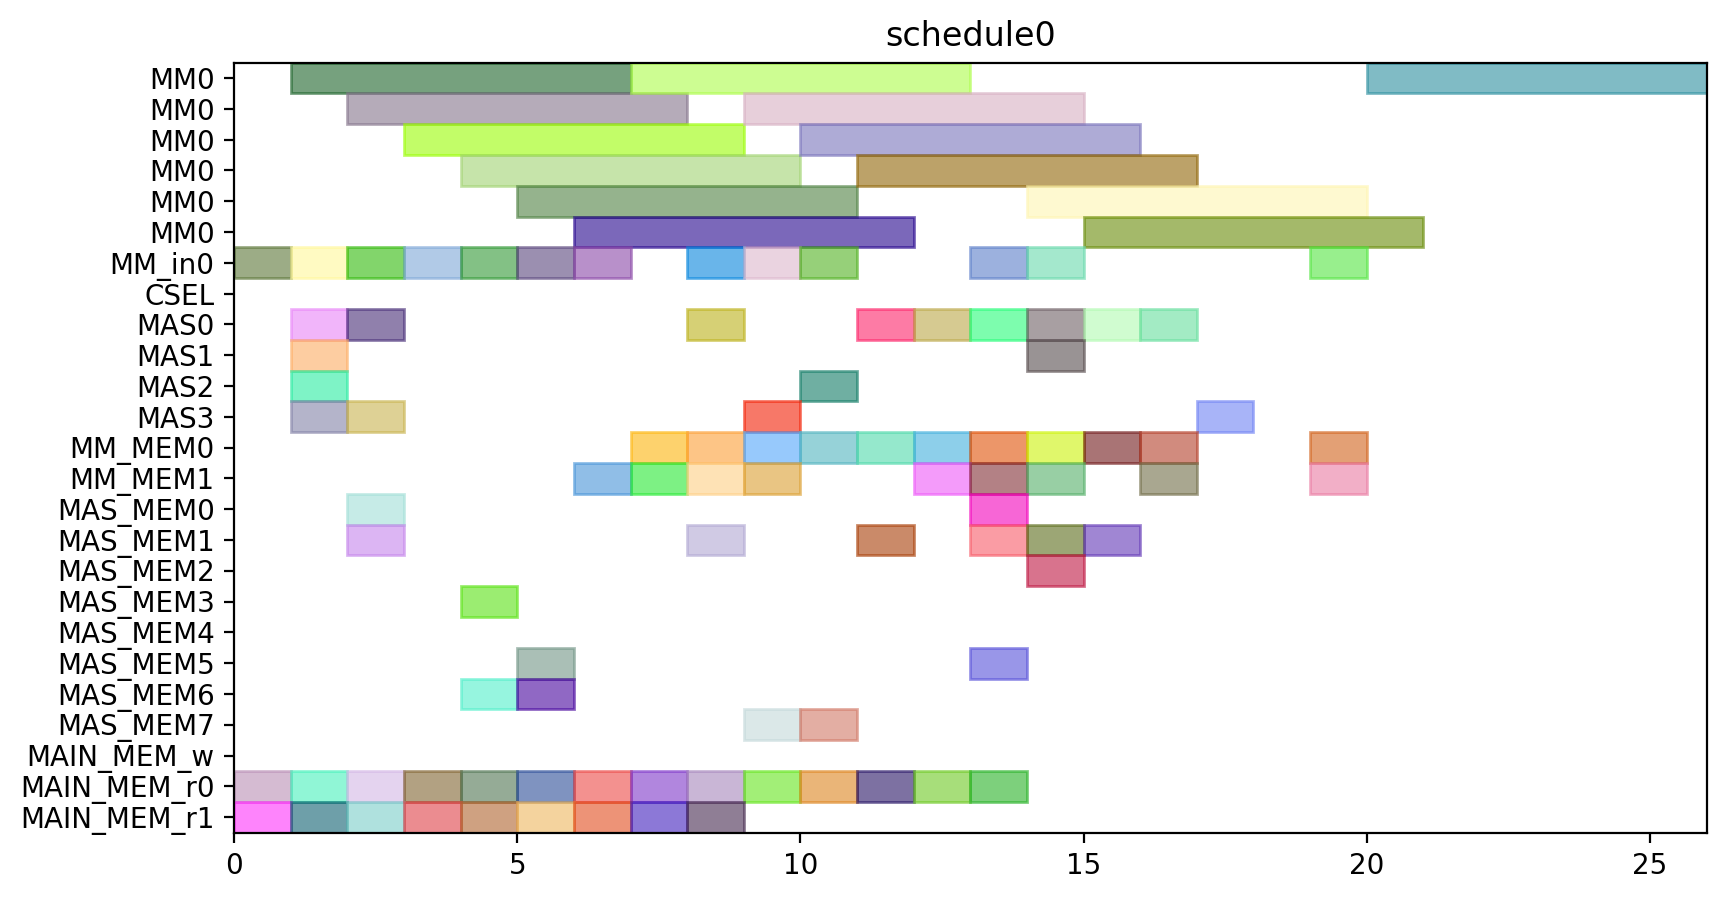 schedule0
MM0
MM0
MM0
MM0
MM0
MM0
MM_in0
CSEL
MAS0
MAS1
MAS2
MAS3
MM_MEM0
MM_MEM1
MAS_MEM0
MAS_MEM1
MAS_MEM2
MAS_MEM3
MAS_MEM4
MAS_MEM5
MAS_MEM6
MAS_MEM7
MAIN_MEM_w
MAIN_MEM_r0
MAIN_MEM_r1
0 5 10 15 20 25